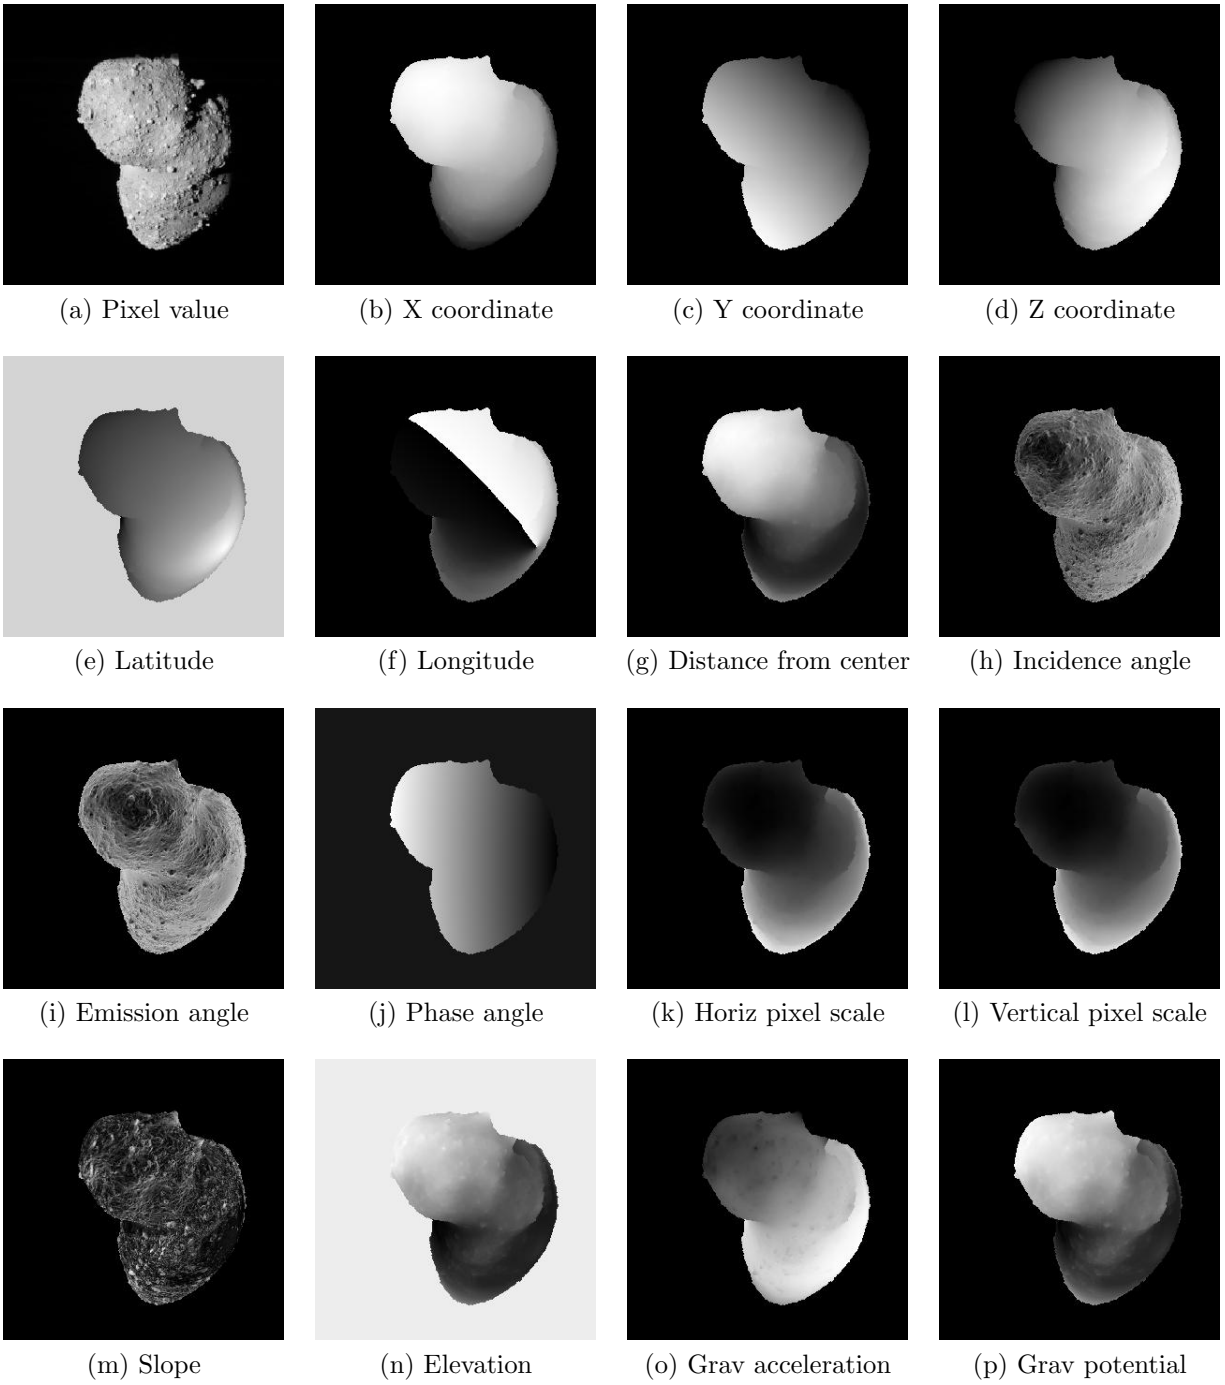 (a) Pixel value
(b) X coordinate
(c) Y coordinate
(d) Z coordinate
(e) Latitude
(f) Longitude
(g) Distance from center
(h) Incidence angle
(i) Emission angle
(j) Phase angle
(k) Horiz pixel scale
(l) Vertical pixel scale
(m) Slope
(n) Elevation
(o) Grav acceleration
(p) Grav potential